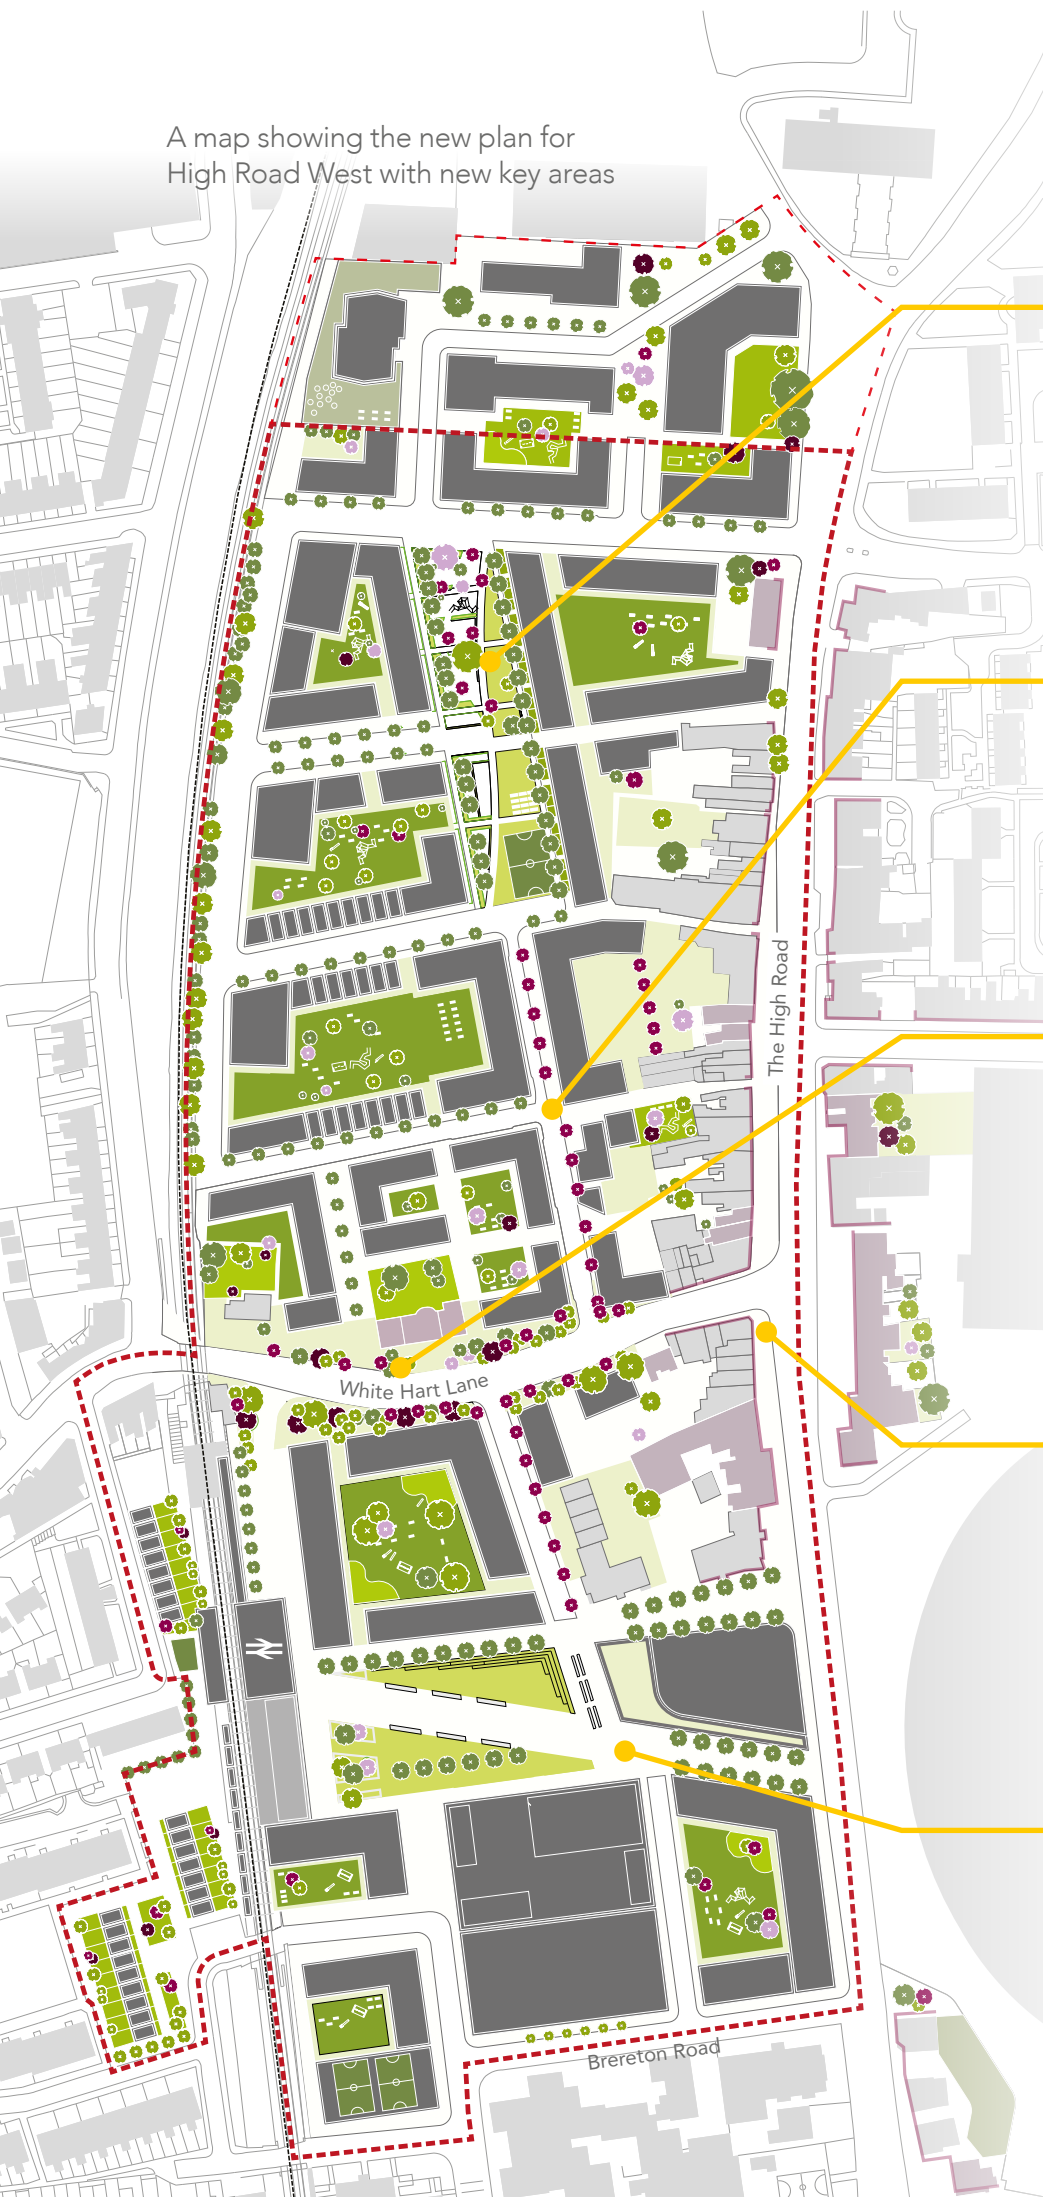 A map showing the new plan for
High Road West with new key areas
The High Road
White Hart Lane
Brereton Road